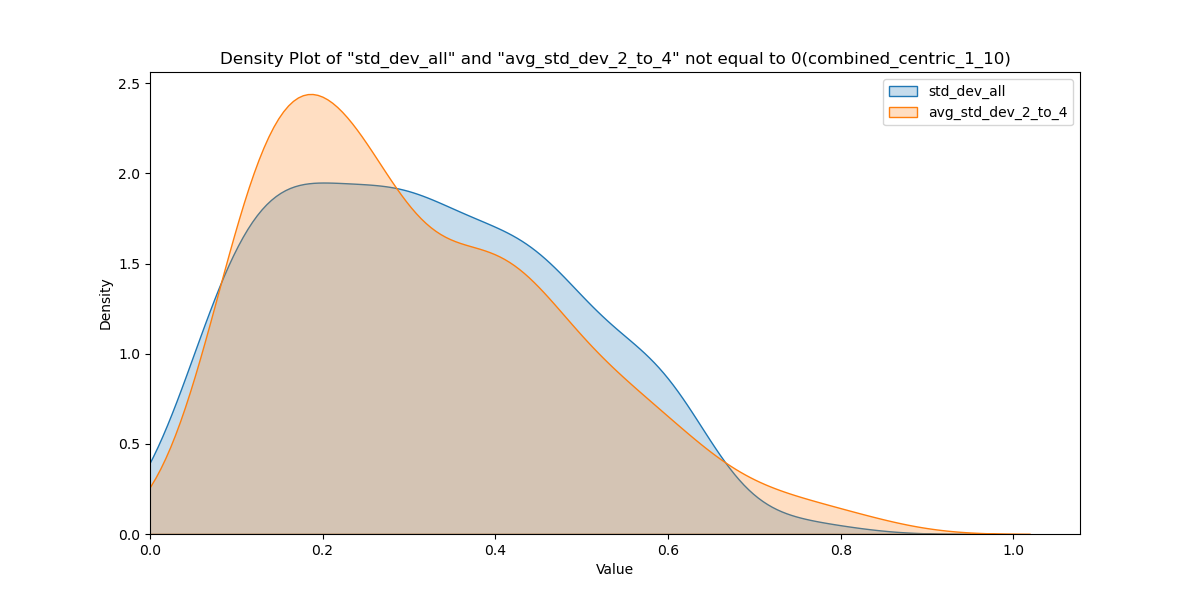 Density Plot of "std_dev_all" and "avg_std_dev_2_to_4" not equal to 0(combined_centric_1_10)
std_dev_all
avg_std_dev_2_to_4
Density
2.5
2.0
1.5
1.0
0.5
0.0
0.0 0.2 0.4 0.6 0.8 1.0
Value